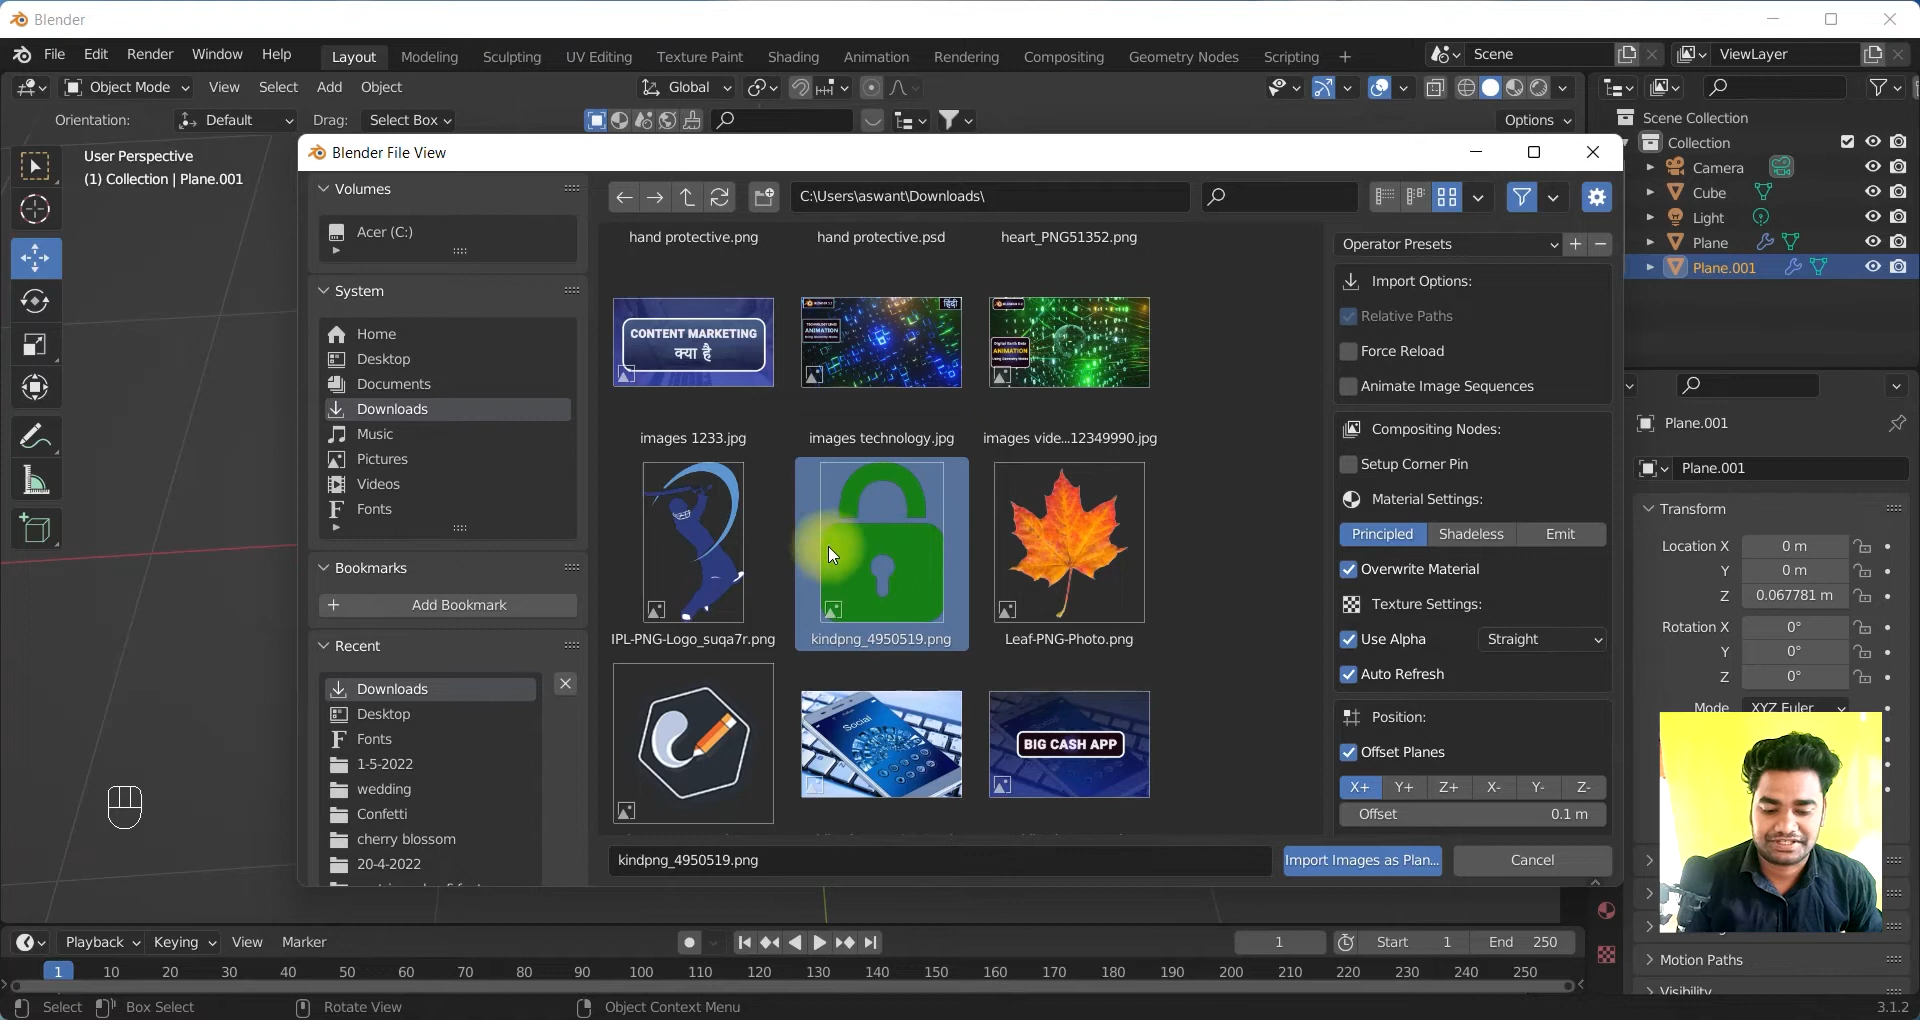 Blender
File Edit Render Window Help Layout Modeling Sculpting UV Editing Texture Paint Shading Animation Rendering Compositing Geometry Nodes Scripting + Scene ViewLayer
Object Mode View Select Add Object Global
Orientation: Default Drag: Select Box Options
User Perspective
(1) Collection | Plane.001
Scene Collection
Collection
Camera
Cube
Light
Plane
Plane.001
Blender File View
Volumes
Acer (C:)
System
Home
Desktop
Documents
Downloads
Music
Pictures
Videos
Fonts
Bookmarks
+ Add Bookmark
Recent
Downloads
Desktop
Fonts
1-5-2022
wedding
Confetti
cherry blossom
20-4-2022
C:\Users\aswant\Downloads\
hand protective.png hand protective.psd heart_PNG51352.png
CONTENT MARKETING
क्या है
हिंदी
ANIMATION
ANIMATION
images 1233.jpg images technology.jpg images vide...12349990.jpg
IPL-PNG-Logo_suqa7r.png kindpng_4950519.png Leaf-PNG-Photo.png
Social
BIG CASH APP
kindpng_4950519.png
Import Images as Plan... Cancel
Operator Presets
Import Options:
Relative Paths
Force Reload
Animate Image Sequences
Compositing Nodes:
Setup Corner Pin
Material Settings:
Principled Shadeless Emit
Overwrite Material
Texture Settings:
Use Alpha Straight
Auto Refresh
Position:
Offset Planes
X+ Y+ Z+ X- Y- Z-
Offset 0.1 m
Plane.001
Plane.001
Transform
Location X 0 m
Y 0 m
Z 0.067781 m
Rotation X 0°
Y 0°
Z 0°
Mode XYZ Euler
Motion Paths
Visibility
Playback Keying View Marker 1 Start 1 End 250
1 10 20 30 40 50 60 70 80 90 100 110 120 130 140 150 160 170 180 190 200 210 220 230 240 250
Select Box Select Rotate View Object Context Menu 3.1.2